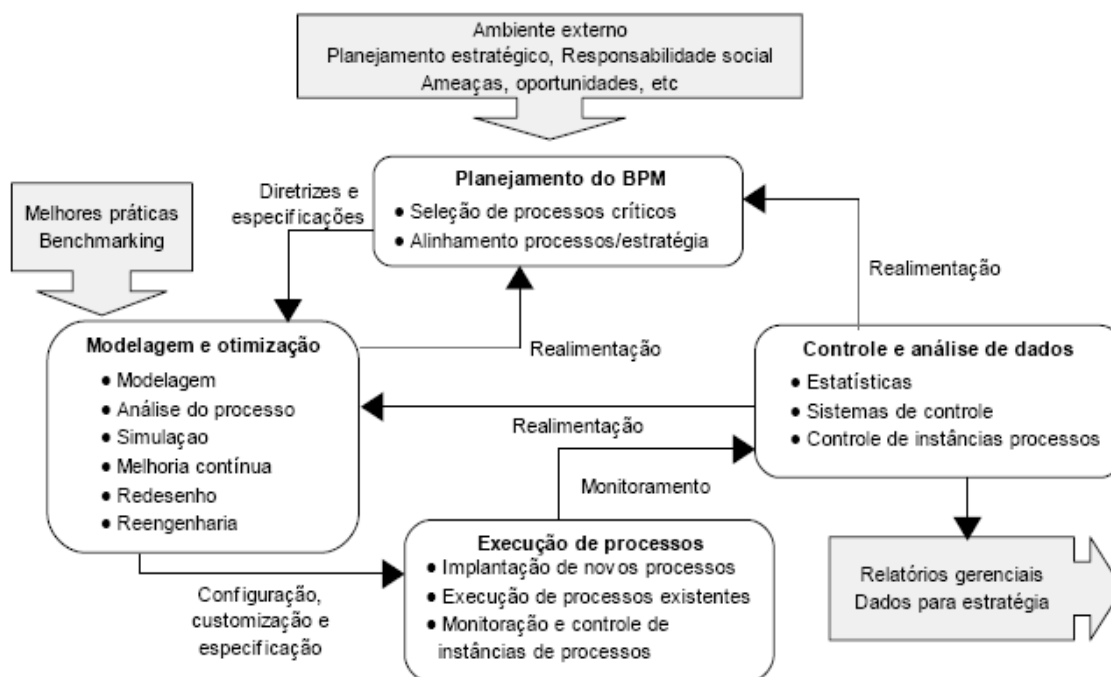 Ambiente externo
Planejamento estratégico, Responsabilidade social
Ameaças, oportunidades, etc
Planejamento do BPM
● Seleção de processos críticos
● Alinhamento processos/estratégia
Diretrizes e
especificações
Melhores práticas
Benchmarking
Realimentação
Modelagem e otimização
● Modelagem
● Análise do processo
● Simulaçao
● Melhoria contínua
● Redesenho
● Reengenharia
Realimentação
Controle e análise de dados
● Estatísticas
● Sistemas de controle
● Controle de instâncias processos
Realimentação
Monitoramento
Execução de processos
● Implantação de novos processos
● Execução de processos existentes
● Monitoração e controle de
instâncias de processos
Configuração,
customização e
especificação
Relatórios gerenciais
Dados para estratégia